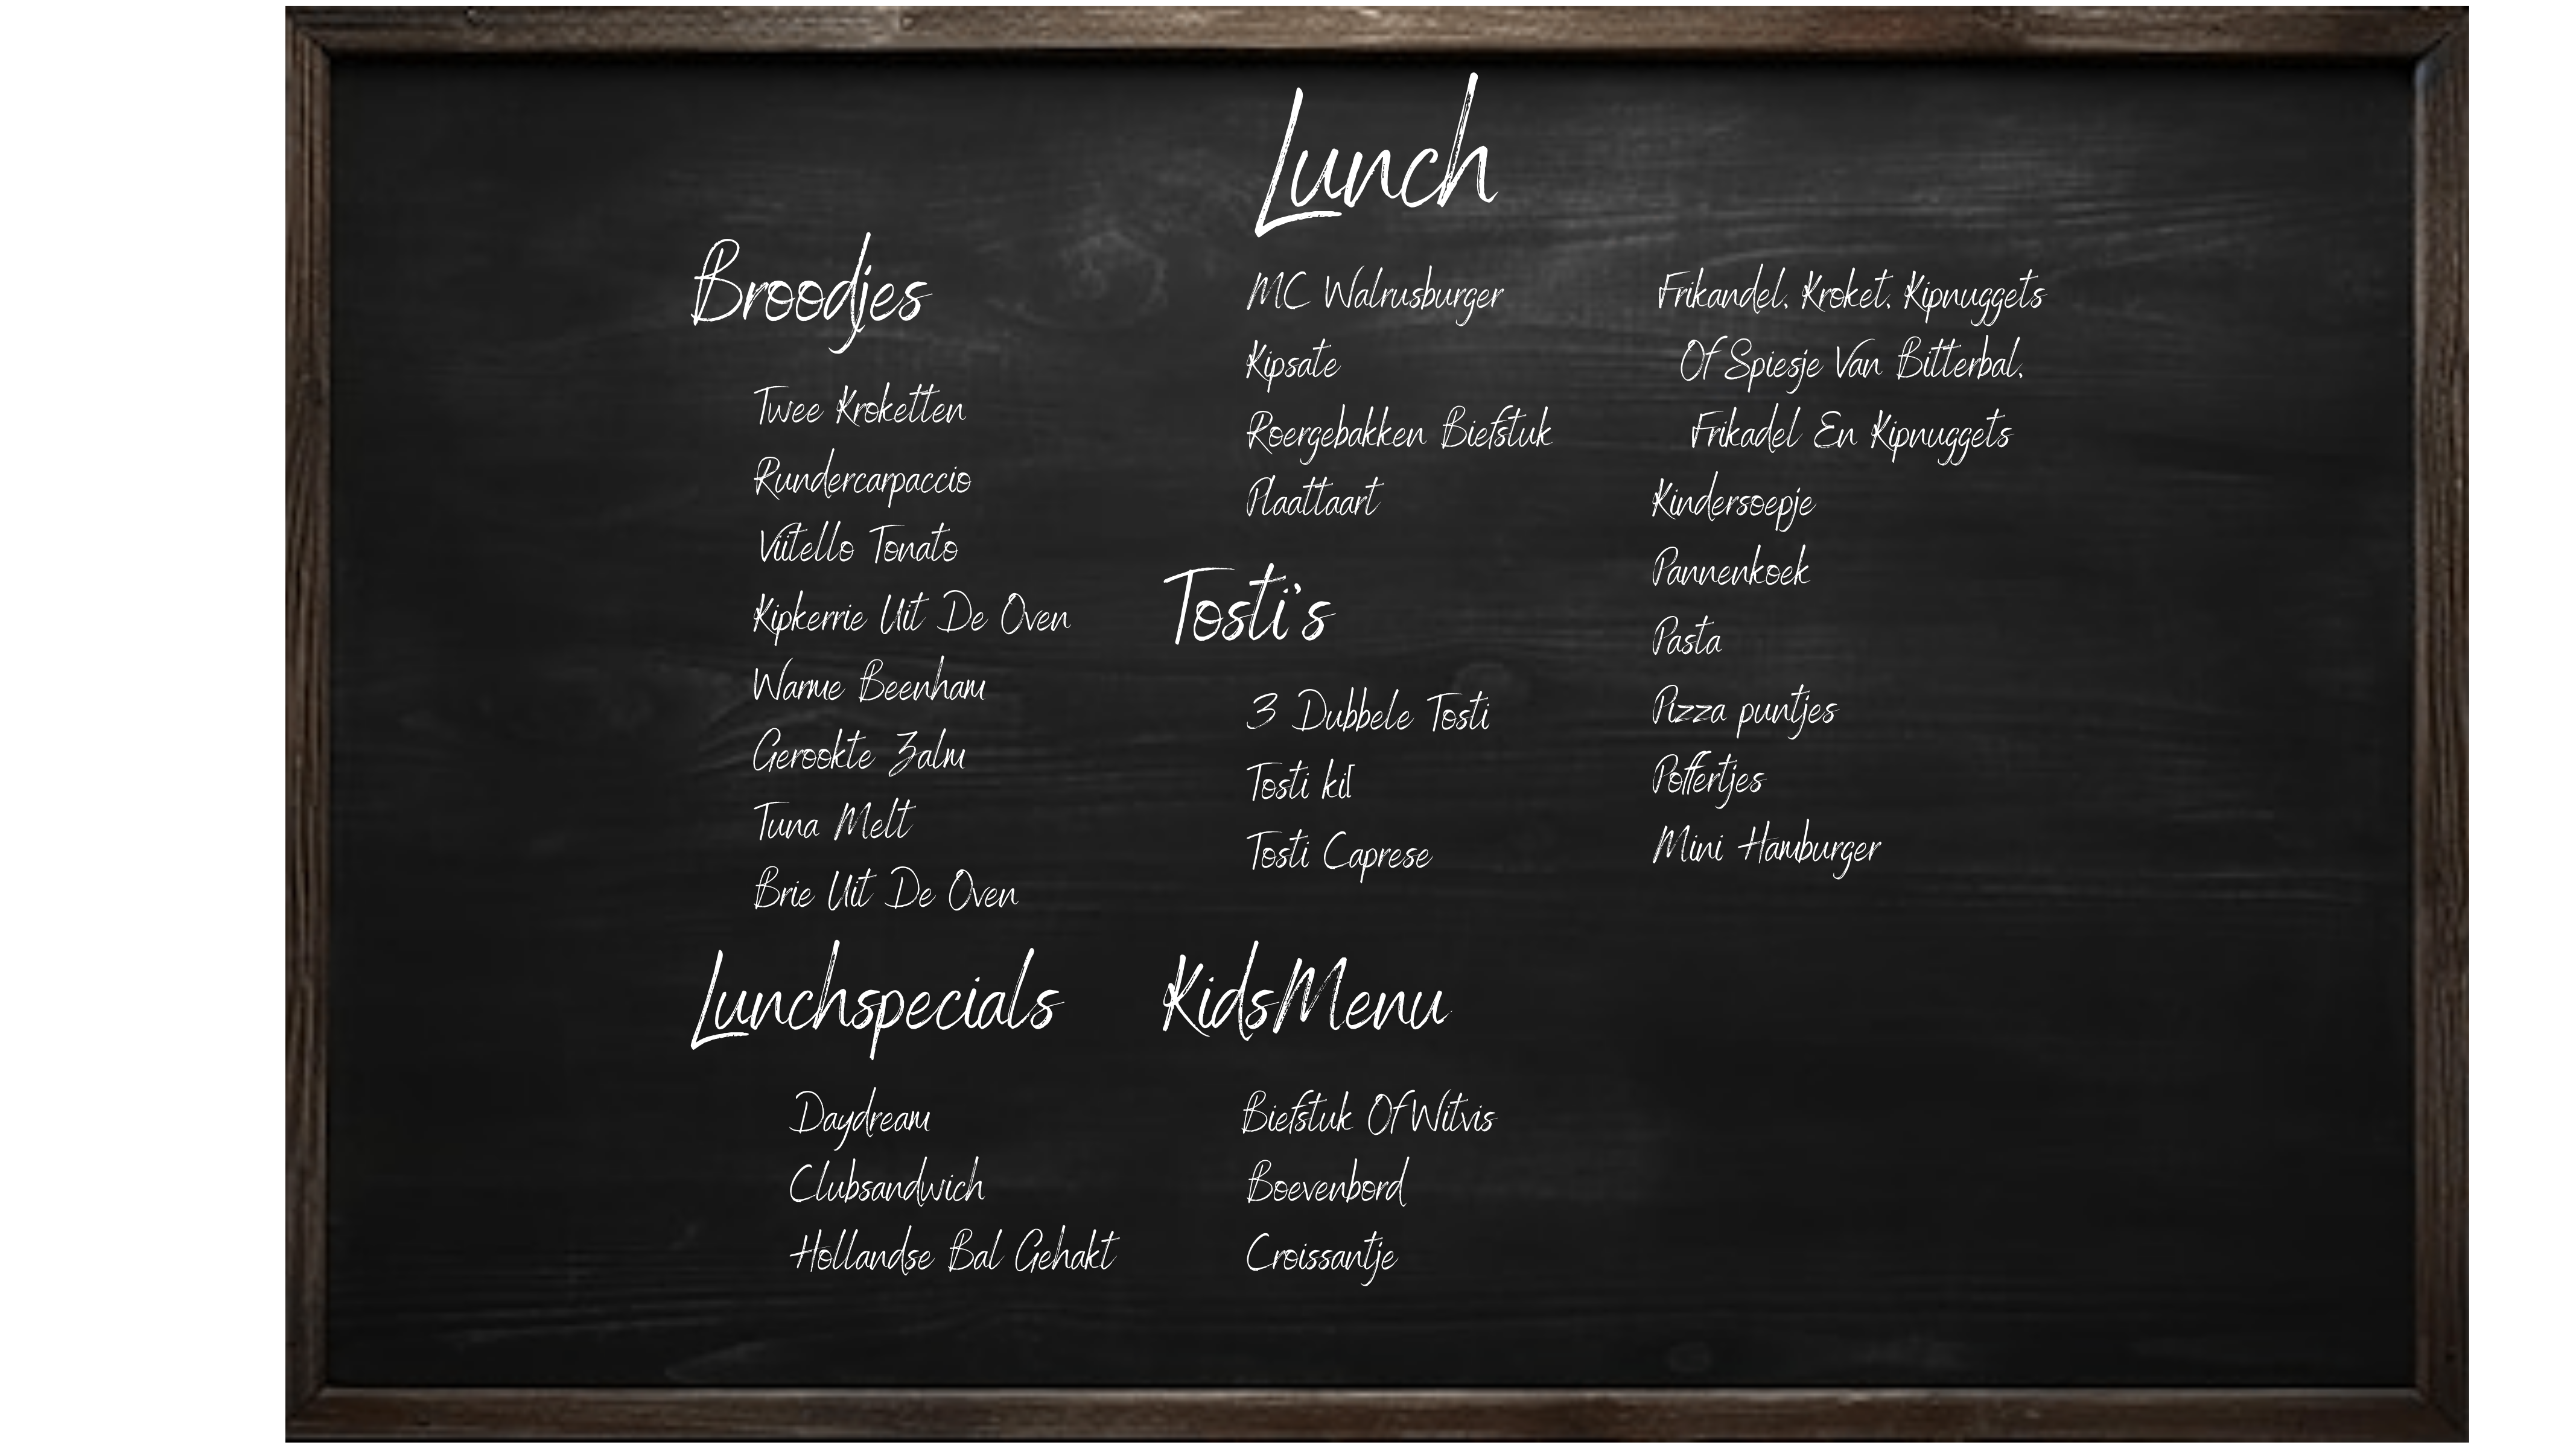 Lunch
Broodjes
Twee Kroketten
Rundercarpaccio
Viitello Tonato
Kipkerrie Uit De Oven
Warme Beenham
Gerookte Zalm
Tuna Melt
Brie Uit De Oven
Lunchspecials
Daydream
Clubsandwich
Hollandse Bal Gehakt
MC Walrusburger
Kipsate
Roergebakken Biefstuk
Plaattaart
Tosti's
3 Dubbele Tosti
Tosti
Tosti Caprese
KidsMenu
Biefstuk Of Witvis
Boevenbord
Croissantje
Frikandel, Kroket, Kipnuggets
Of Spiesje Van Bitterbal,
Frikadel En Kipnuggets
Kindersoepje
Pannenkoek
Pasta
Pizza puntjes
Poffertjes
Mini Hamburger